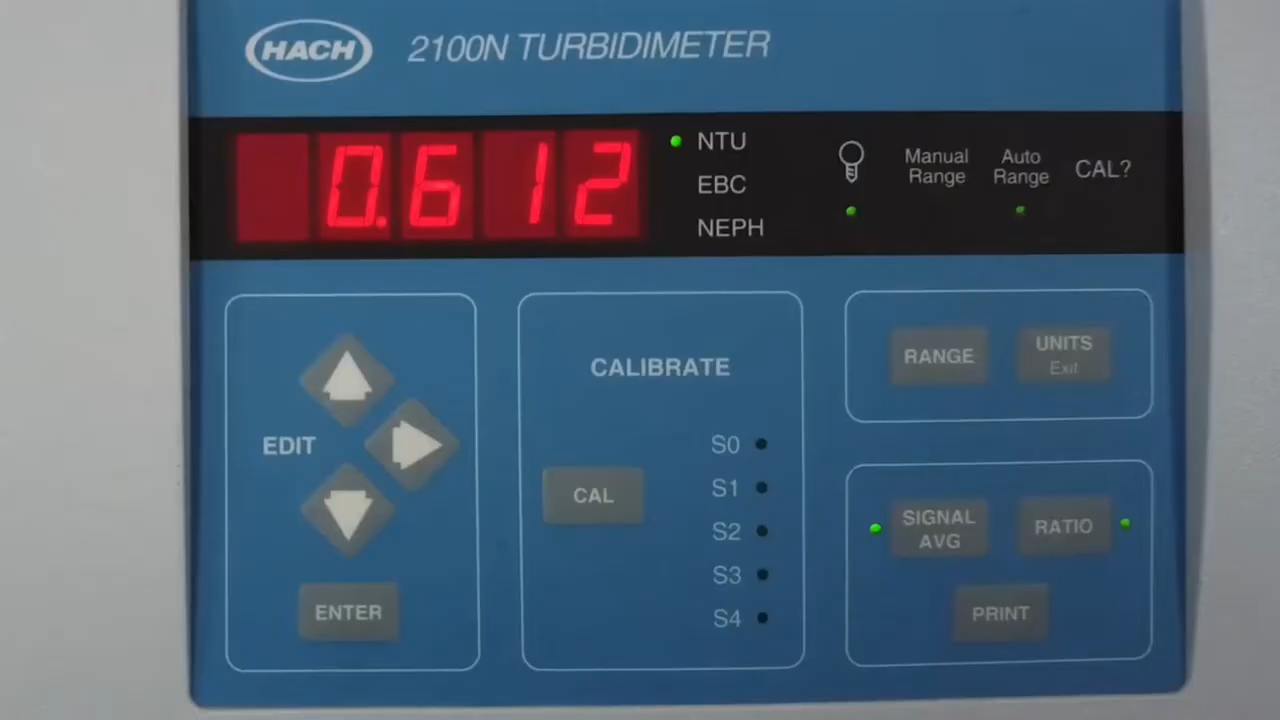 HACH 2100N TURBIDIMETER
0.612
NTU
EBC
NEPH
Manual
Range
Auto
Range
CAL?
EDIT
ENTER
CALIBRATE
CAL
S0
S1
S2
S3
S4
RANGE
UNITS
Exit
SIGNAL
AVG
RATIO
PRINT